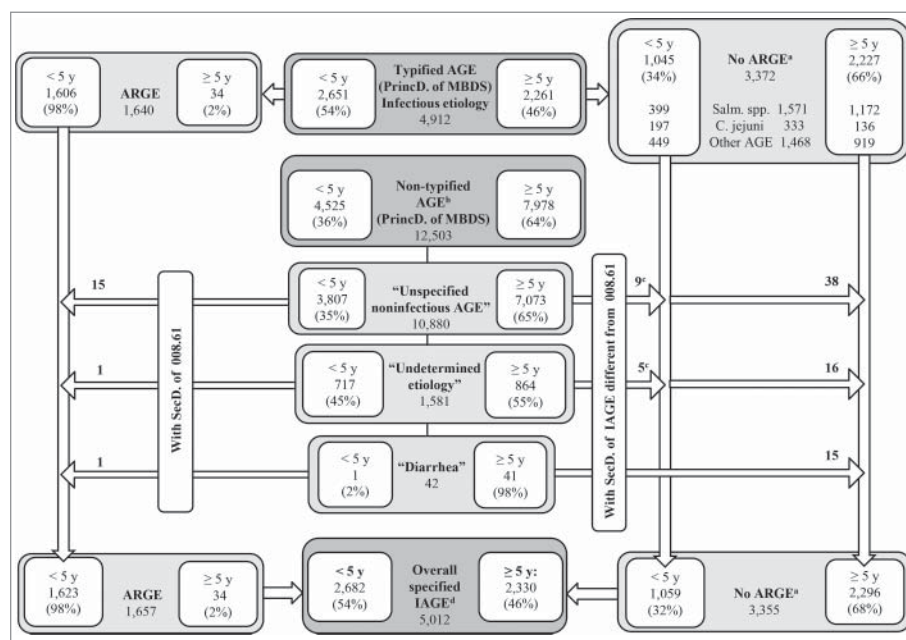 < 5 y
1,606
(98%)
ARGE
1,640
≥ 5 y
34
(2%)
< 5 y
2,651
(54%)
Typified AGE
(PrincD. of MBDS)
Infectious etiology
4,912
≥ 5 y
2,261
(46%)
< 5 y
1,045
(34%)
No ARGEᵃ
3,372
≥ 5 y
2,227
(66%)
399 Salm. spp. 1,571 1,172
197 C. jejuni 333 136
449 Other AGE 1,468 919
< 5 y
4,525
(36%)
Non-typified
AGEᵇ
(PrincD. of MBDS)
12,503
≥ 5 y
7,978
(64%)
15
With SecD. of 008.61
< 5 y
3,807
(35%)
“Unspecified
noninfectious AGE”
10,880
≥ 5 y
7,073
(65%)
With SecD. of IAGE different from 008.61
9ᶜ
38
1
< 5 y
717
(45%)
“Undetermined
etiology”
1,581
≥ 5 y
864
(55%)
5ᶜ
16
1
< 5 y
1
(2%)
“Diarrhea”
42
≥ 5 y
41
(98%)
15
< 5 y
1,623
(98%)
ARGE
1,657
≥ 5 y
34
(2%)
< 5 y
2,682
(54%)
Overall
specified
IAGEᵈ
5,012
≥ 5 y:
2,330
(46%)
< 5 y
1,059
(32%)
No ARGEᵃ
3,355
≥ 5 y
2,296
(68%)